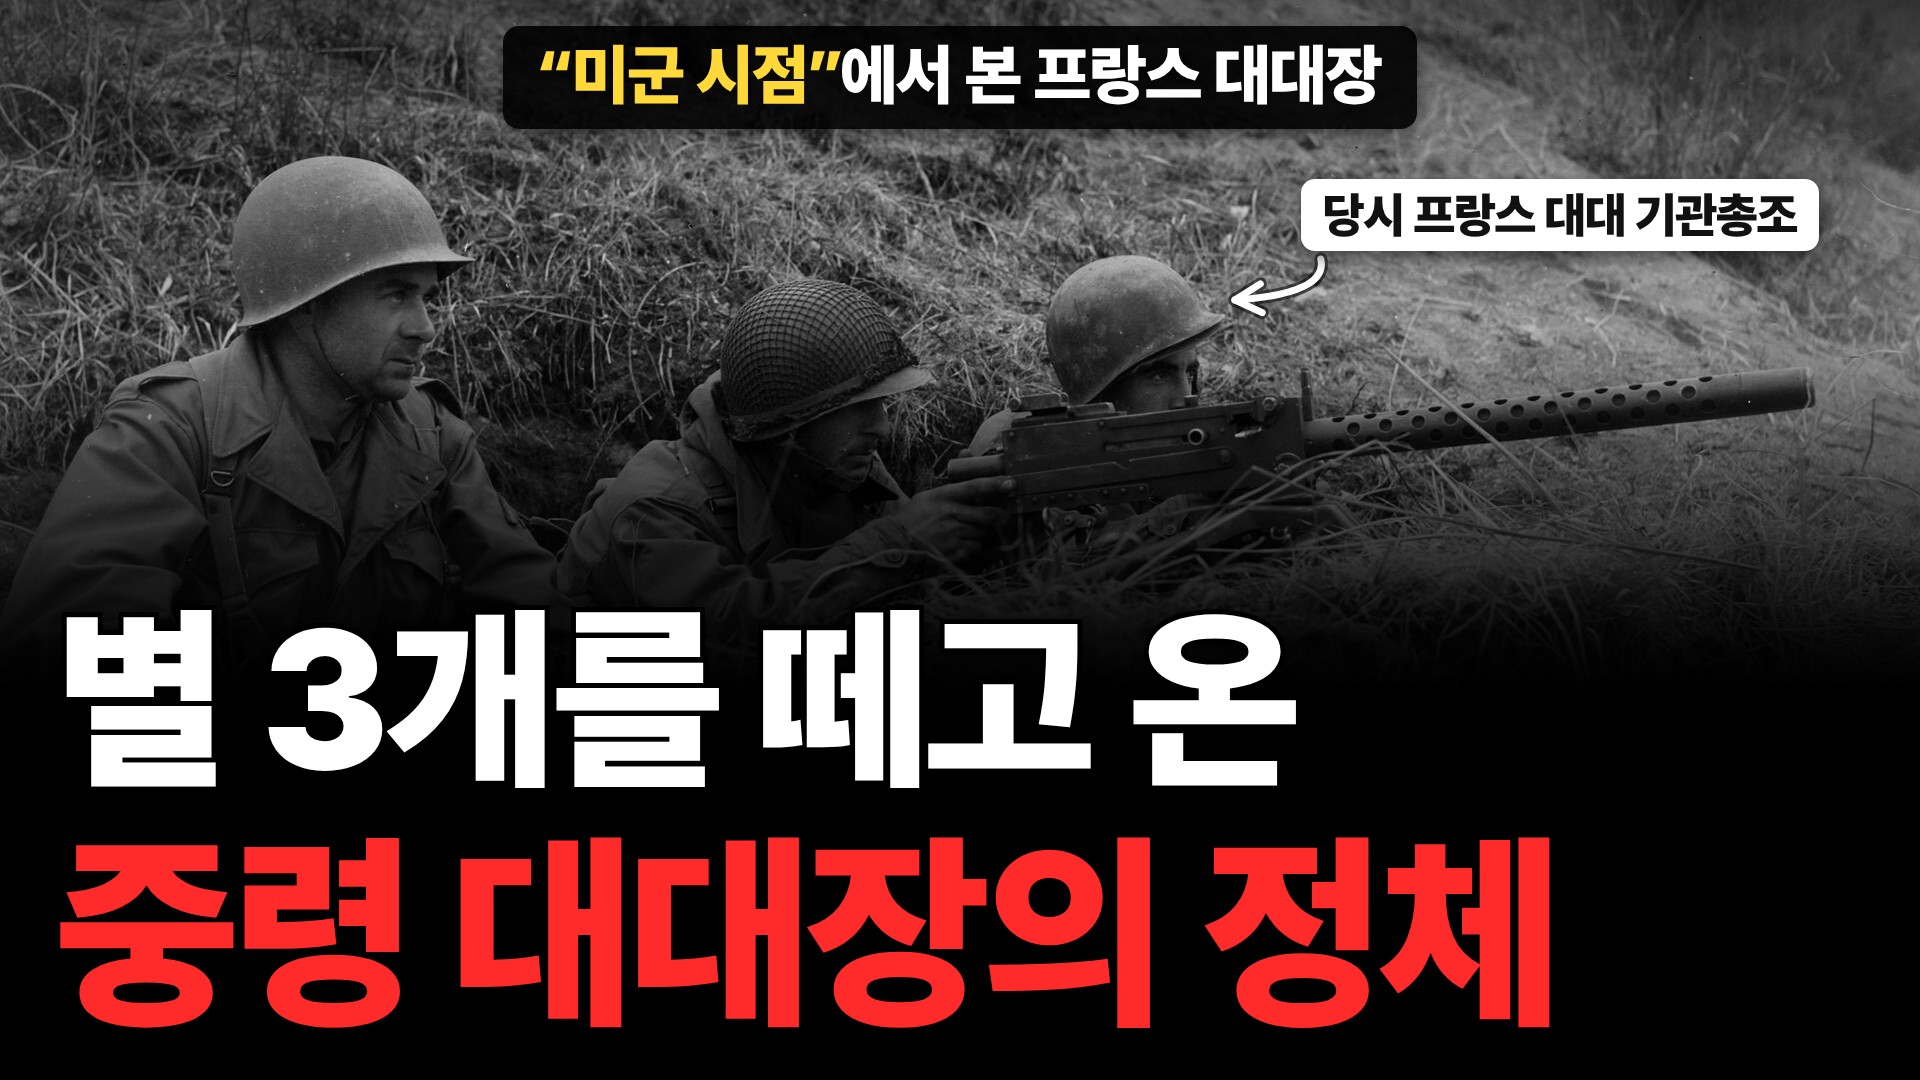 “미군 시점”에서 본 프랑스 대대장
당시 프랑스 대대 기관총조
별 3개를 떼고 온
중령 대대장의 정체